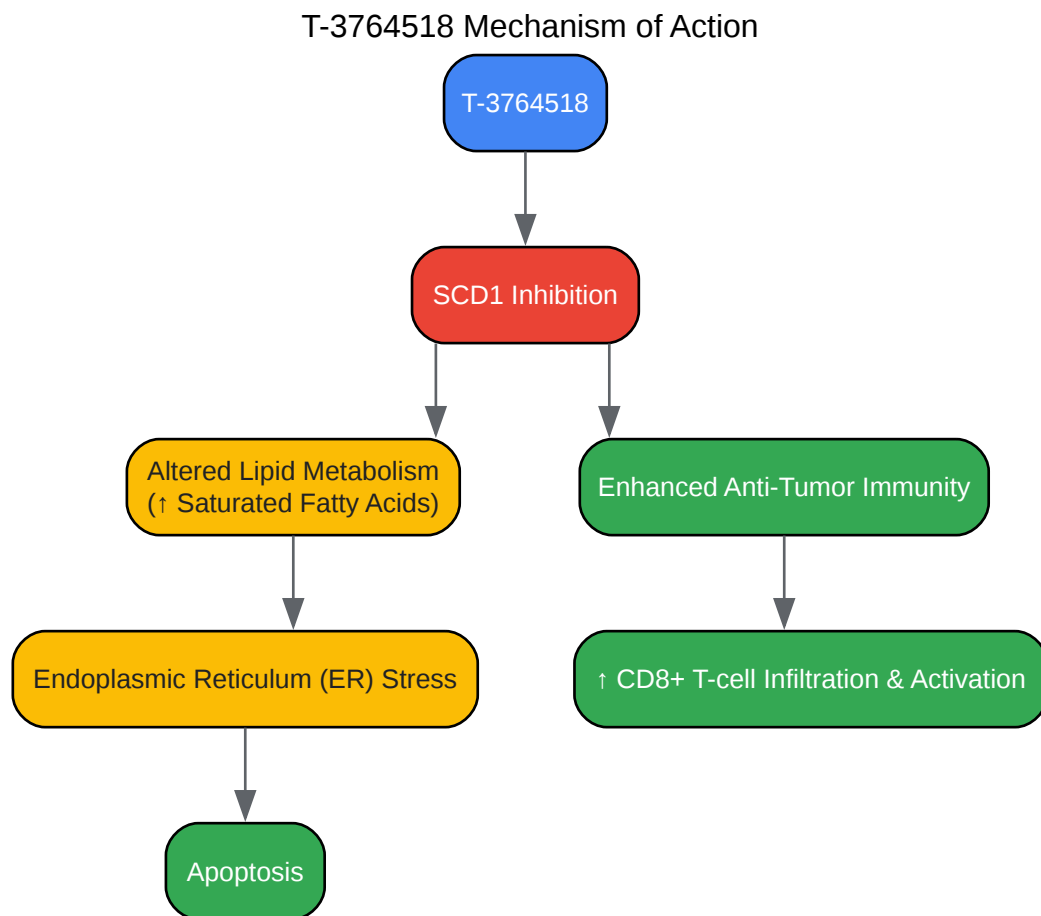 T-3764518 Mechanism of Action
T-3764518
SCD1 Inhibition
Altered Lipid Metabolism
(↑ Saturated Fatty Acids)
Enhanced Anti-Tumor Immunity
Endoplasmic Reticulum (ER) Stress
↑ CD8+ T-cell Infiltration & Activation
Apoptosis